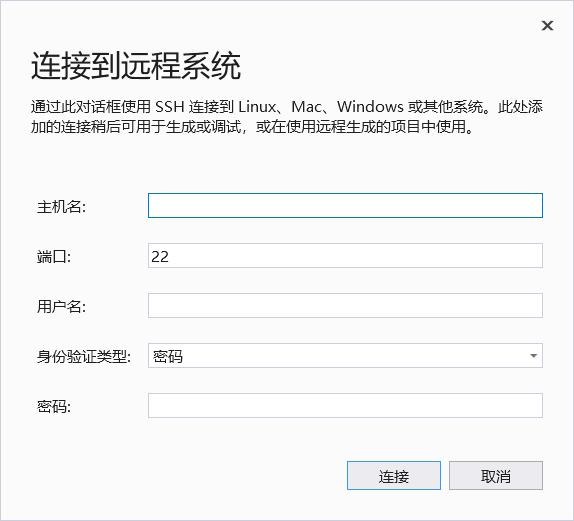 连接到远程系统
通过此对话框使用 SSH 连接到 Linux、Mac、Windows 或其他系统。此处添
加的连接稍后可用于生成或调试，或在使用远程生成的项目中使用。
主机名:
端口: 22
用户名:
身份验证类型: 密码
密码:
连接 取消